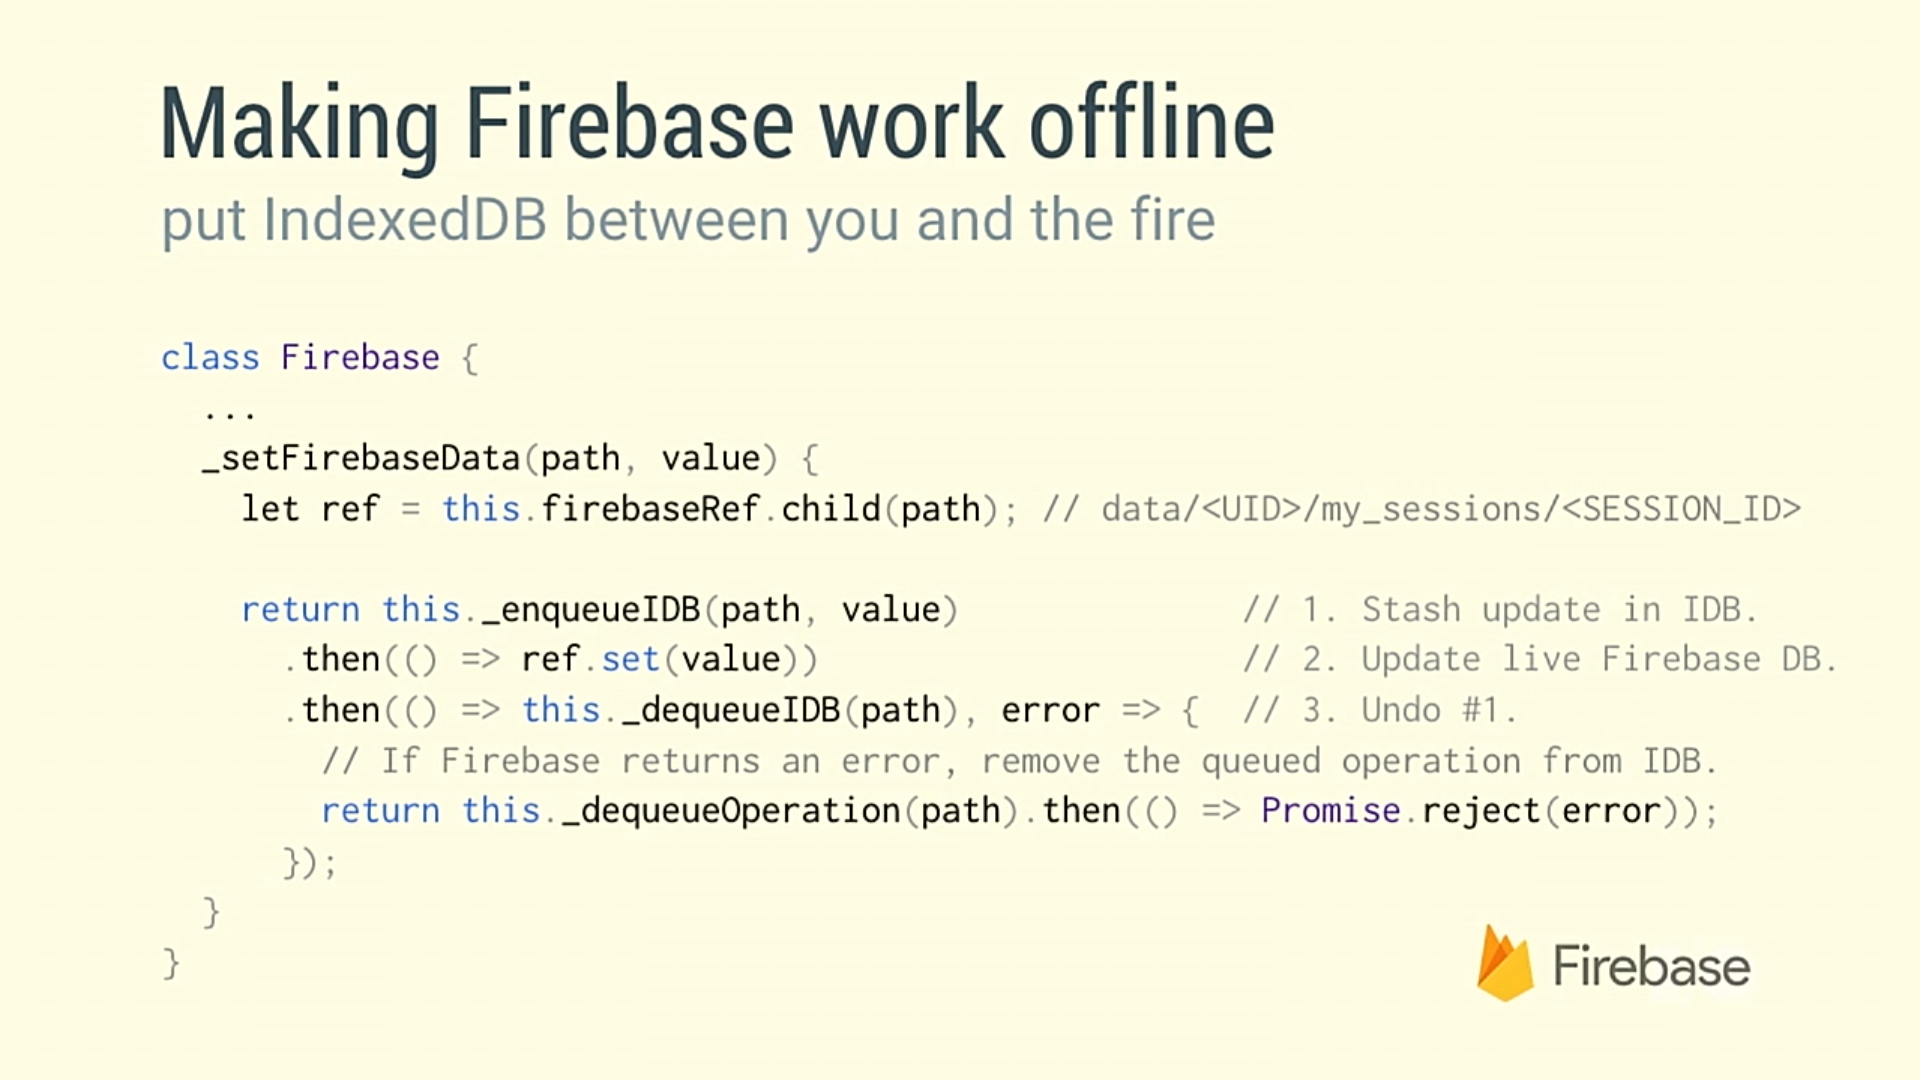 Making Firebase work offline
put IndexedDB between you and the fire
class Firebase {
...
_setFirebaseData(path, value) {
let ref = this.firebaseRef.child(path); // data/<UID>/my_sessions/<SESSION_ID>
return this._enqueueIDB(path, value) // 1. Stash update in IDB.
.then(() => ref.set(value)) // 2. Update live Firebase DB.
.then(() => this._dequeueIDB(path), error => { // 3. Undo #1.
// If Firebase returns an error, remove the queued operation from IDB.
return this._dequeueOperation(path).then(() => Promise.reject(error));
});
}
}
Firebase